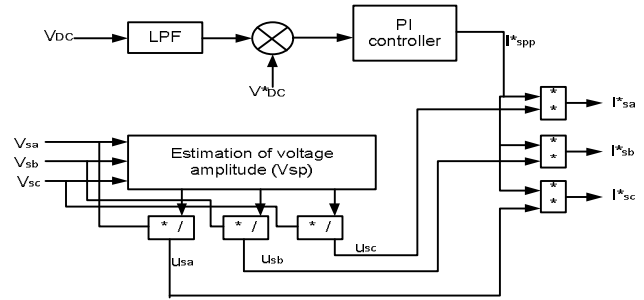 VDC
LPF
PI
controller
I*spp
V*DC
* *
I*sa
Vsa
Vsb
Vsc
Estimation of voltage
amplitude (Vsp)
* *
I*sb
* *
I*sc
* /
* /
* /
usa
usb
usc